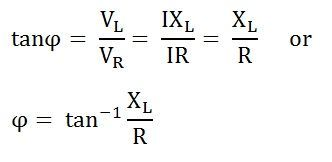 tanφ = V_L/V_R = IX_L/IR = X_L/R or
φ = tan⁻¹ X_L/R